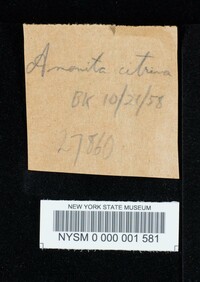 Amanita citrina
BK 10/21/58
27860
NEW YORK STATE MUSEUM
NYSM 0 000 001 581